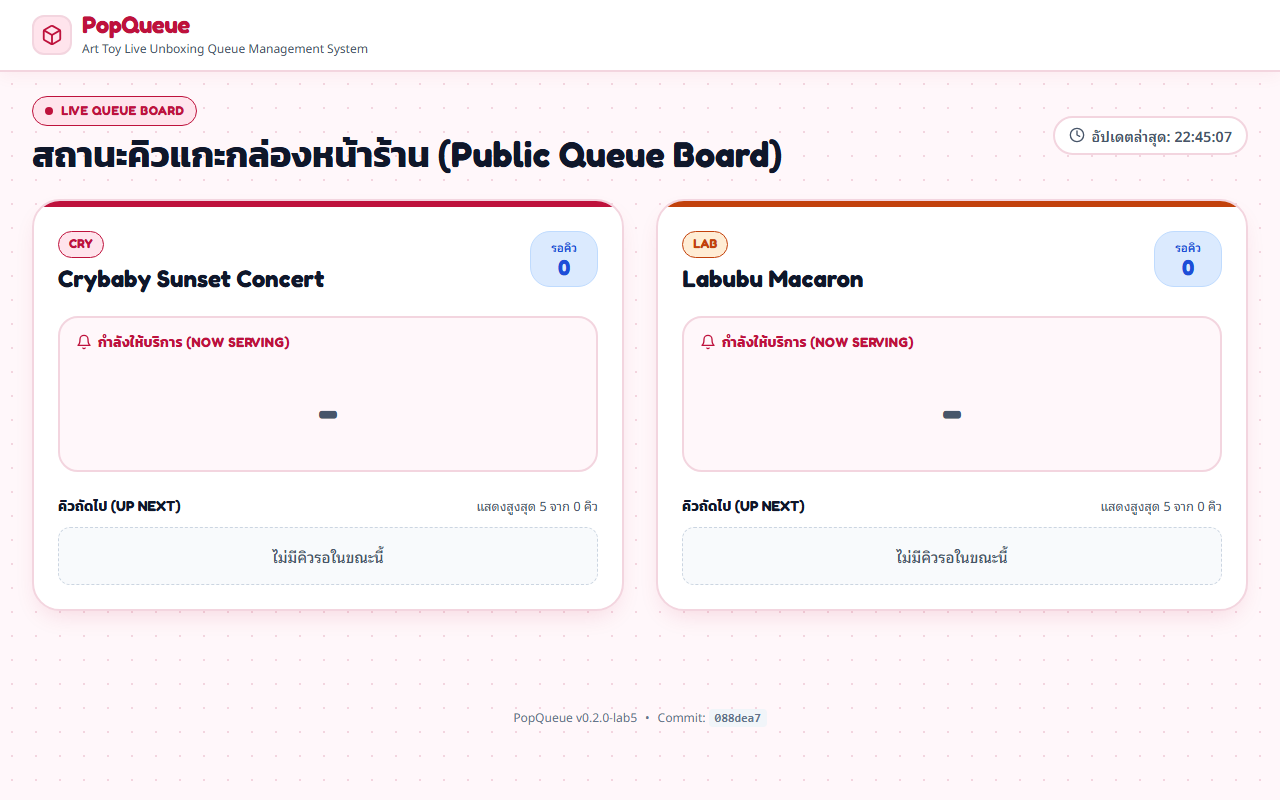 PopQueue
Art Toy Live Unboxing Queue Management System
LIVE QUEUE BOARD
สถานะคิวแกะกล่องหน้าร้าน (Public Queue Board)
อัปเดตล่าสุด: 22:45:07
CRY
Crybaby Sunset Concert
รอคิว
0
กำลังให้บริการ (NOW SERVING)
-
คิวถัดไป (UP NEXT)
แสดงสูงสุด 5 จาก 0 คิว
ไม่มีคิวรอในขณะนี้
LAB
Labubu Macaron
รอคิว
0
กำลังให้บริการ (NOW SERVING)
-
คิวถัดไป (UP NEXT)
แสดงสูงสุด 5 จาก 0 คิว
ไม่มีคิวรอในขณะนี้
PopQueue v0.2.0-lab5 • Commit: 088dea7